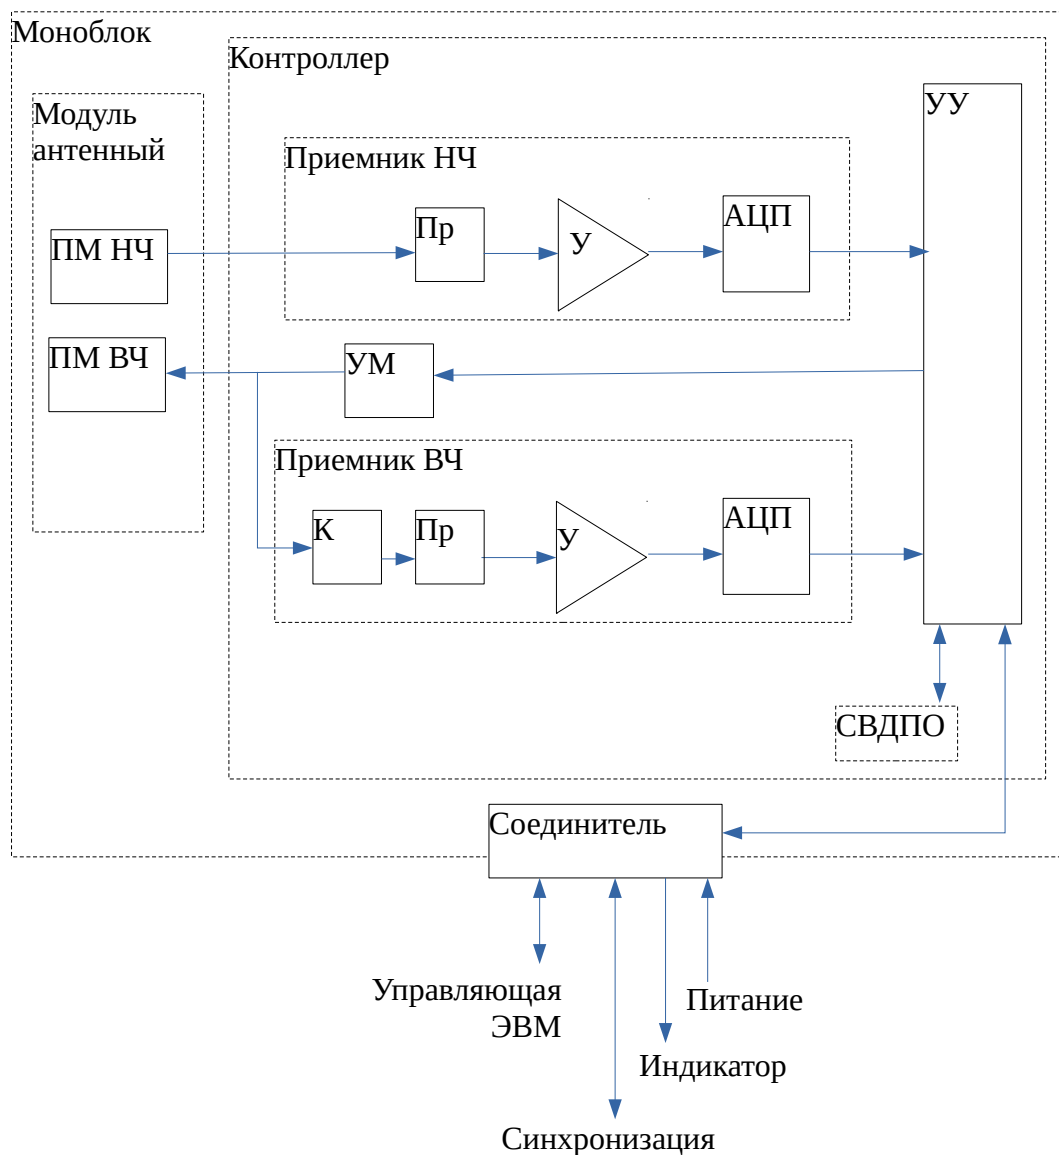 Моноблок
Контроллер
Модуль
антенный
УУ
Приемник НЧ
Пр
У
АЦП
ПМ НЧ
ПМ ВЧ
УМ
Приемник ВЧ
К
Пр
У
АЦП
СВДПО
Соединитель
Управляющая
ЭВМ
Питание
Индикатор
Синхронизация